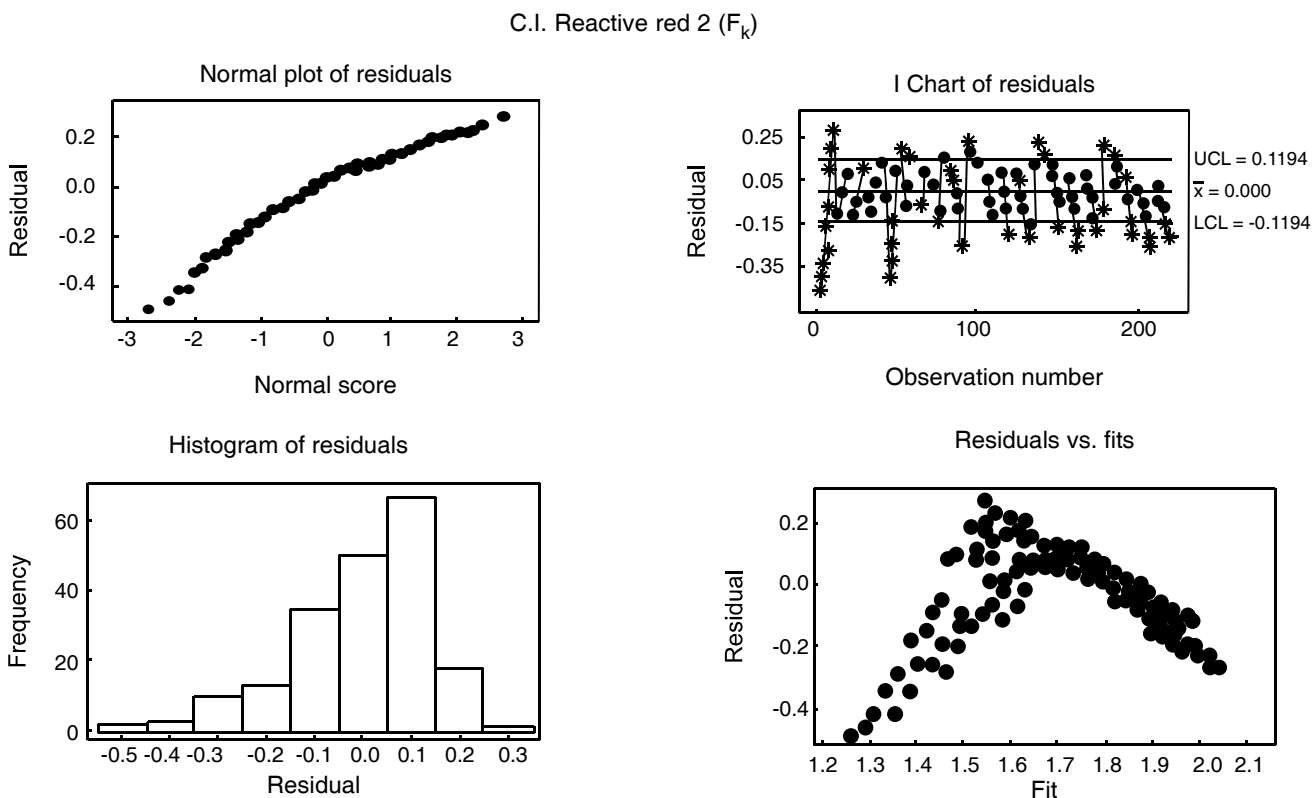 C.I. Reactive red 2 (Fk)
Normal plot of residuals
Residual
0.2
0.0
-0.2
-0.4
-3 -2 -1 0 1 2 3
Normal score
I Chart of residuals
Residual
0.25
0.05
-0.15
-0.35
UCL = 0.1194
x̅ = 0.000
LCL = -0.1194
0 100 200
Observation number
Histogram of residuals
Frequency
60
40
20
0
-0.5 -0.4 -0.3 -0.2 -0.1 0.0 0.1 0.2 0.3
Residual
Residuals vs. fits
Residual
0.2
0.0
-0.2
-0.4
1.2 1.3 1.4 1.5 1.6 1.7 1.8 1.9 2.0 2.1
Fit